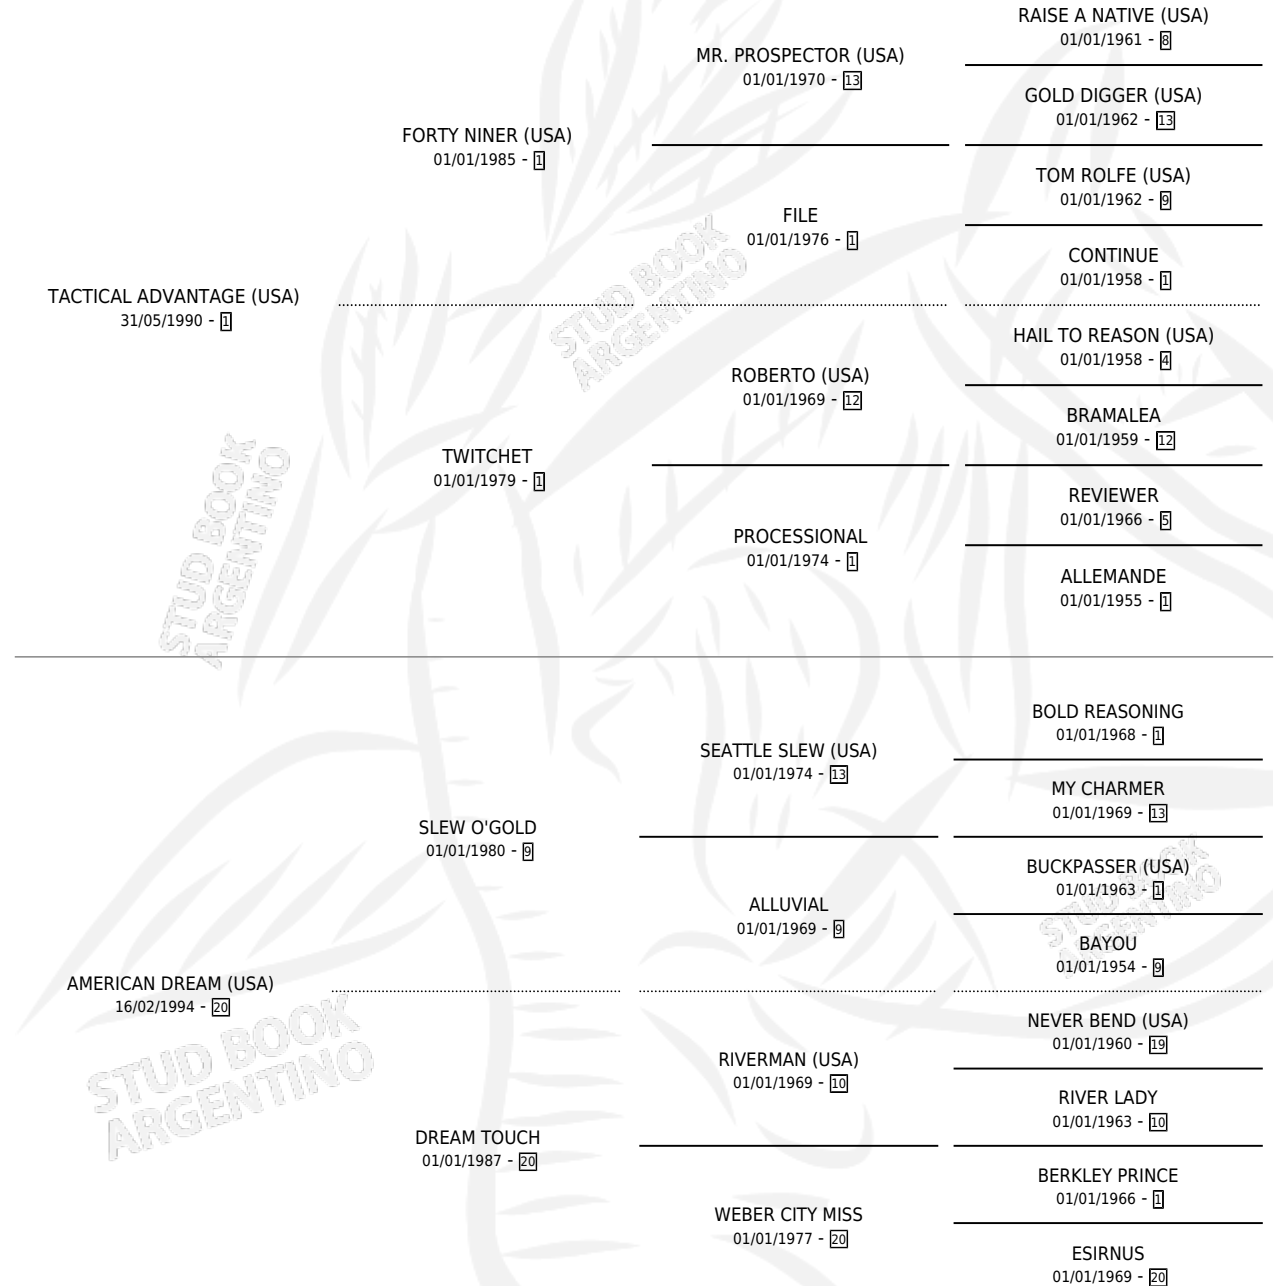 RAISE A NATIVE (USA)
01/01/1961 - 8
MR. PROSPECTOR (USA)
01/01/1970 - 13
GOLD DIGGER (USA)
01/01/1962 - 13
FORTY NINER (USA)
01/01/1985 - 1
TOM ROLFE (USA)
01/01/1962 - 9
FILE
01/01/1976 - 1
CONTINUE
01/01/1958 - 1
TACTICAL ADVANTAGE (USA)
31/05/1990 - 1
HAIL TO REASON (USA)
01/01/1958 - 4
ROBERTO (USA)
01/01/1969 - 12
BRAMALEA
01/01/1959 - 12
TWITCHET
01/01/1979 - 1
REVIEWER
01/01/1966 - 5
PROCESSIONAL
01/01/1974 - 1
ALLEMANDE
01/01/1955 - 1
BOLD REASONING
01/01/1968 - 1
SEATTLE SLEW (USA)
01/01/1974 - 13
MY CHARMER
01/01/1969 - 13
SLEW O'GOLD
01/01/1980 - 9
BUCKPASSER (USA)
01/01/1963 - 1
ALLUVIAL
01/01/1969 - 9
BAYOU
01/01/1954 - 9
AMERICAN DREAM (USA)
16/02/1994 - 20
NEVER BEND (USA)
01/01/1960 - 19
RIVERMAN (USA)
01/01/1969 - 10
RIVER LADY
01/01/1963 - 10
DREAM TOUCH
01/01/1987 - 20
BERKLEY PRINCE
01/01/1966 - 1
WEBER CITY MISS
01/01/1977 - 20
ESIRNUS
01/01/1969 - 20
STUD BOOK
ARGENTINO
STUD BOOK
ARGENTINO
STUD BOOK
ARGENTINO
STUD BOOK
ARGENTINO